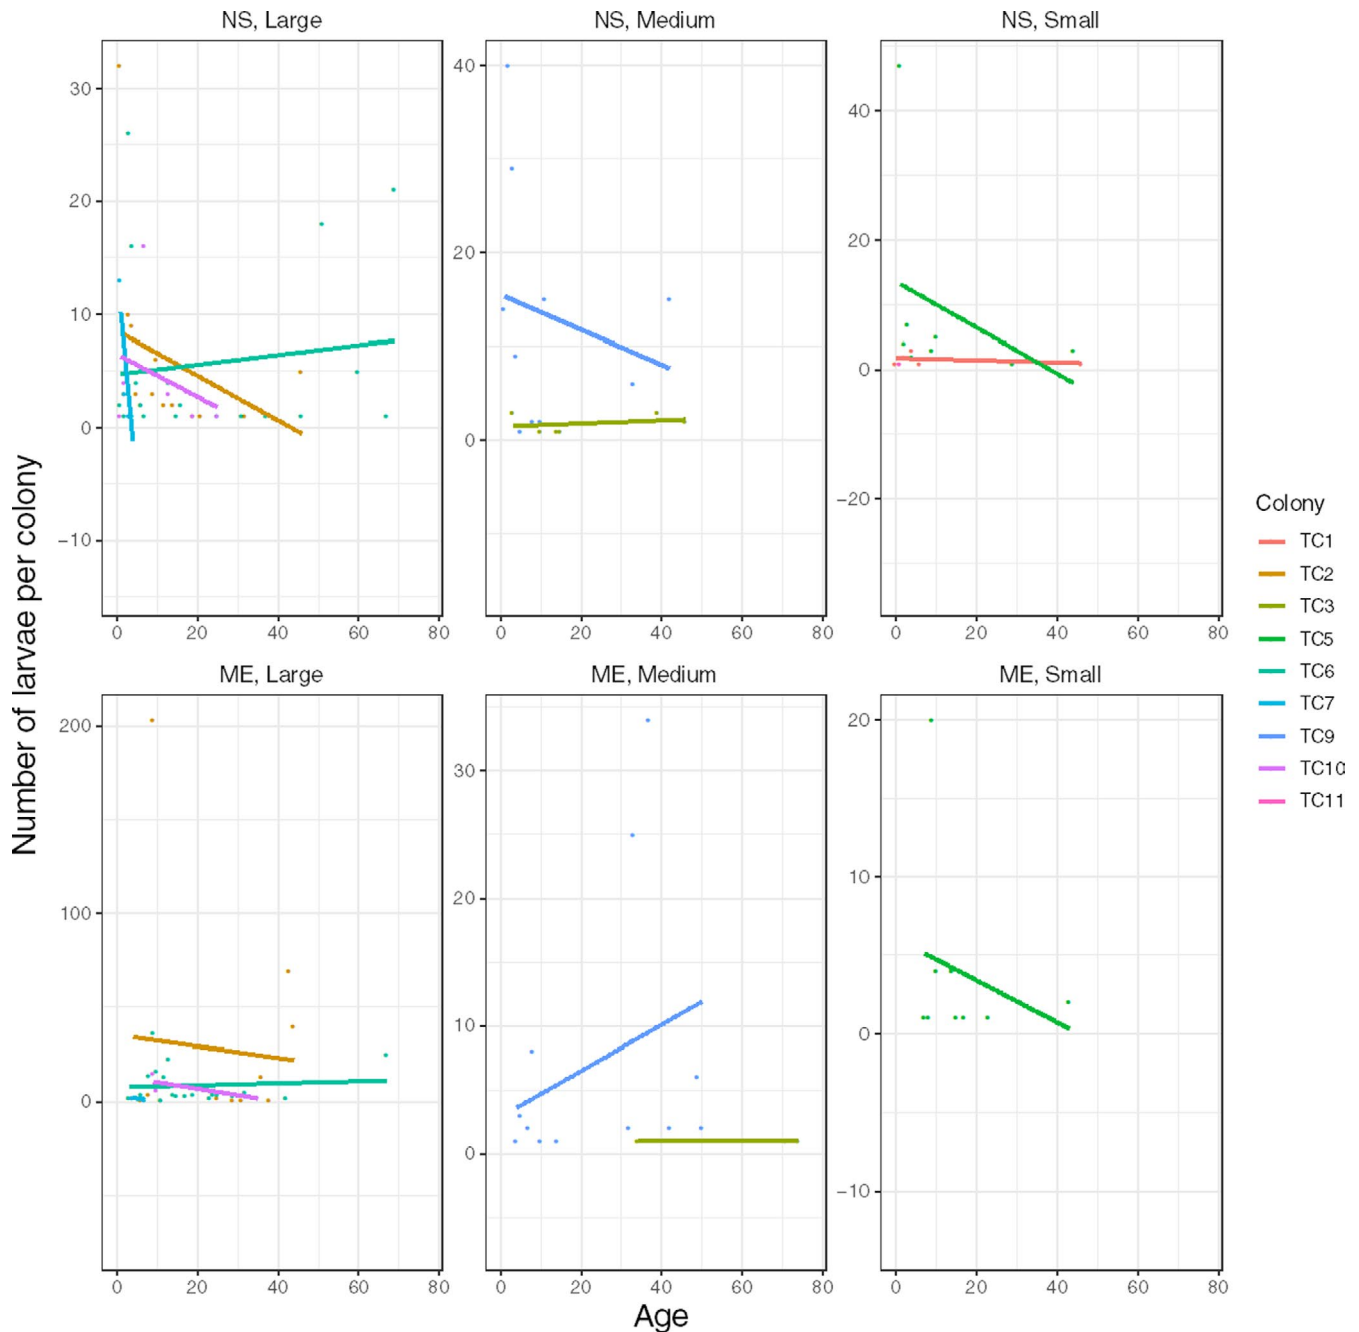 NS, Large
NS, Medium
NS, Small
30
20
10
0
−10
40
20
0
40
20
0
−20
0 20 40 60 80
0 20 40 60 80
0 20 40 60 80
ME, Large
ME, Medium
ME, Small
200
100
0
30
20
10
0
20
10
0
−10
0 20 40 60 80
0 20 40 60 80
0 20 40 60 80
Number of larvae per colony
Age
Colony
TC1
TC2
TC3
TC5
TC6
TC7
TC9
TC10
TC11